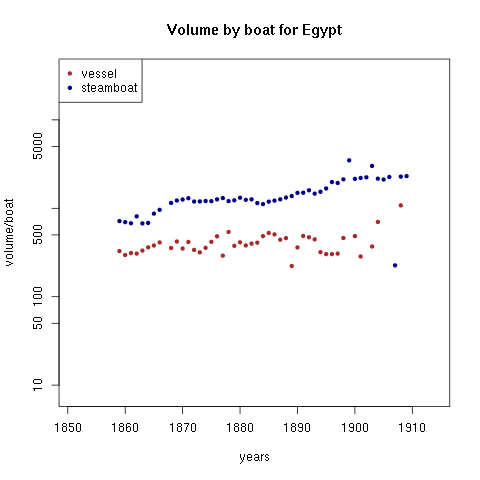 Volume by boat for Egypt
vessel
steamboat
volume/boat
5000
500
100
50
10
1850 1860 1870 1880 1890 1900 1910
years